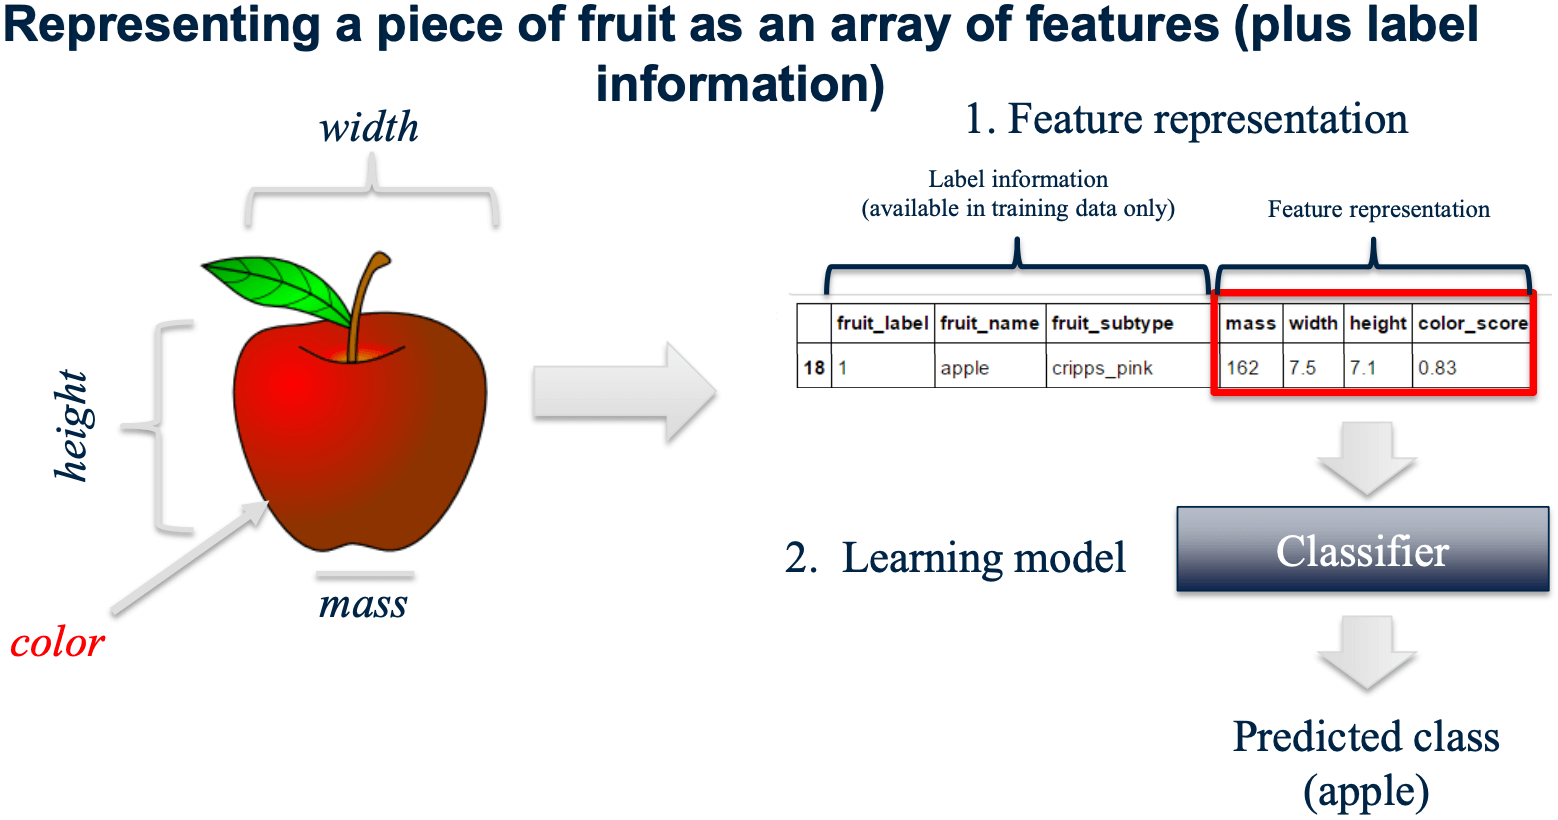 Representing a piece of fruit as an array of features (plus label
information)
width
height
color
mass
1. Feature representation
Label information
(available in training data only)
Feature representation
fruit_label fruit_name fruit_subtype mass width height color_score
18 1 apple cripps_pink 162 7.5 7.1 0.83
2. Learning model
Classifier
Predicted class
(apple)